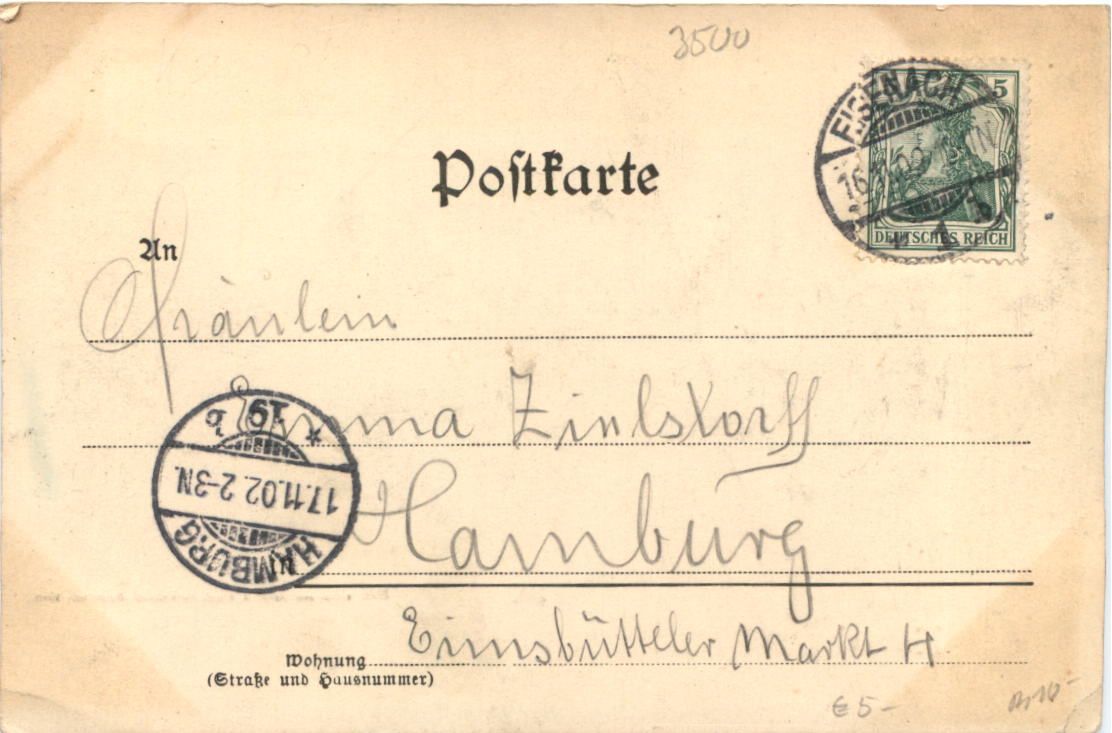 3500
EISENACH
5
DEUTSCHES REICH
Postkarte
An
Fräulein
Emma Zinlstorff
19
17.11.02.2-3N.
HAMBURG
Hamburg
Eimsbütteler Markt H
Wohnung
(Straße und Hausnummer)
€5-